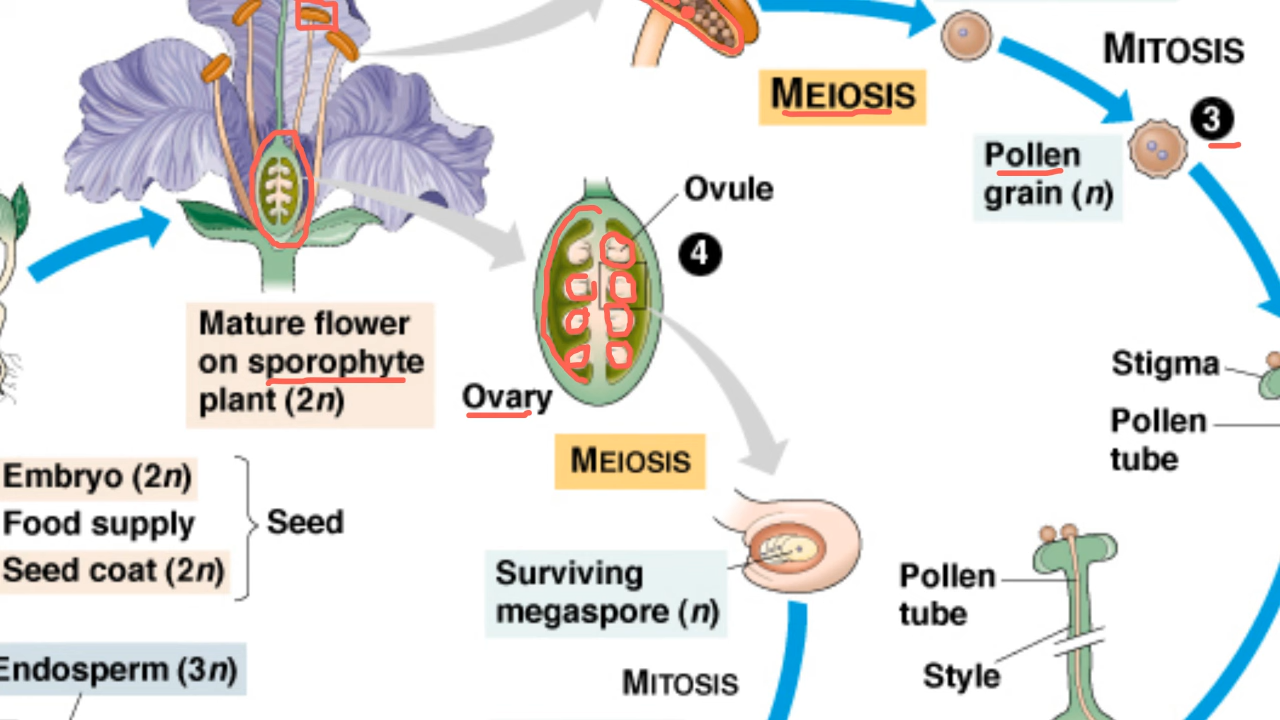 MITOSIS
MEIOSIS
3
Pollen
grain (n)
Ovule
4
Mature flower
on sporophyte
plant (2n)
Ovary
Stigma
Pollen
tube
MEIOSIS
Embryo (2n)
Food supply
Seed coat (2n)
Seed
Surviving
megaspore (n)
Pollen
tube
Style
Endosperm (3n)
MITOSIS